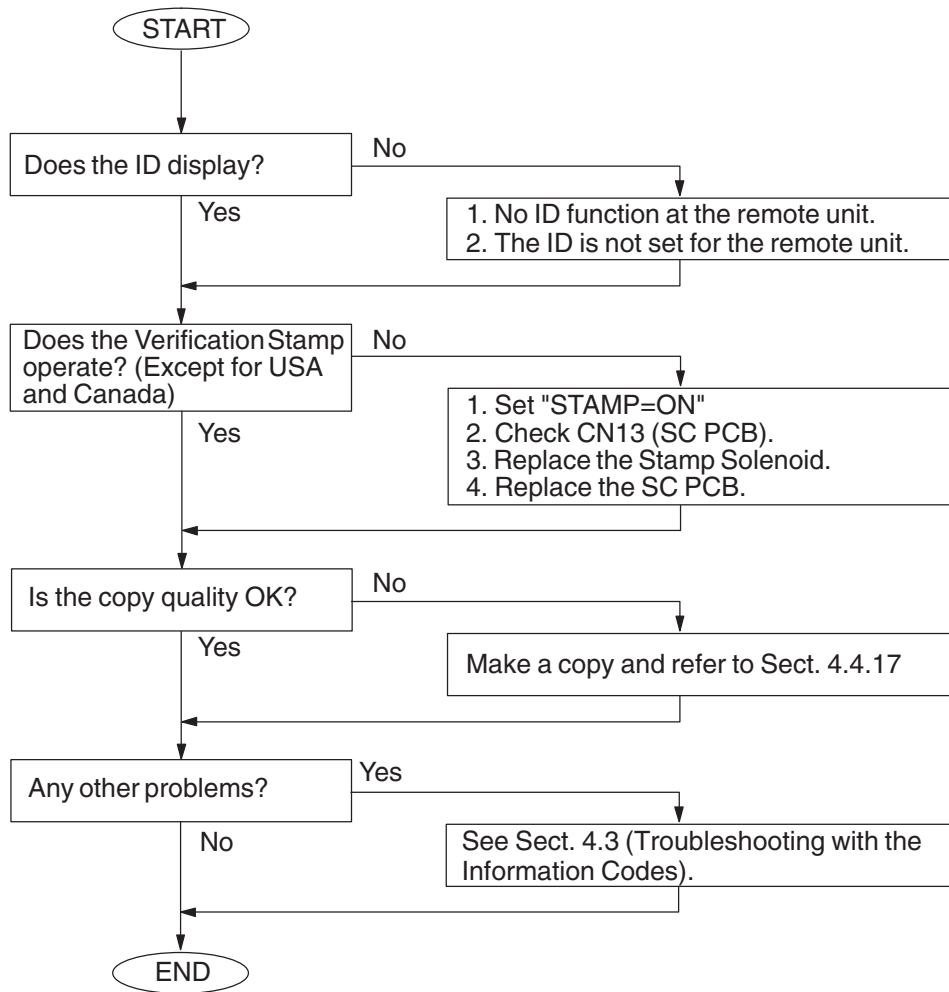 START
Does the ID display?
No
Yes
1. No ID function at the remote unit.
2. The ID is not set for the remote unit.
Does the Verification Stamp
operate? (Except for USA
and Canada)
No
Yes
1. Set "STAMP=ON"
2. Check CN13 (SC PCB).
3. Replace the Stamp Solenoid.
4. Replace the SC PCB.
Is the copy quality OK?
No
Yes
Make a copy and refer to Sect. 4.4.17
Any other problems?
Yes
No
See Sect. 4.3 (Troubleshooting with the
Information Codes).
END